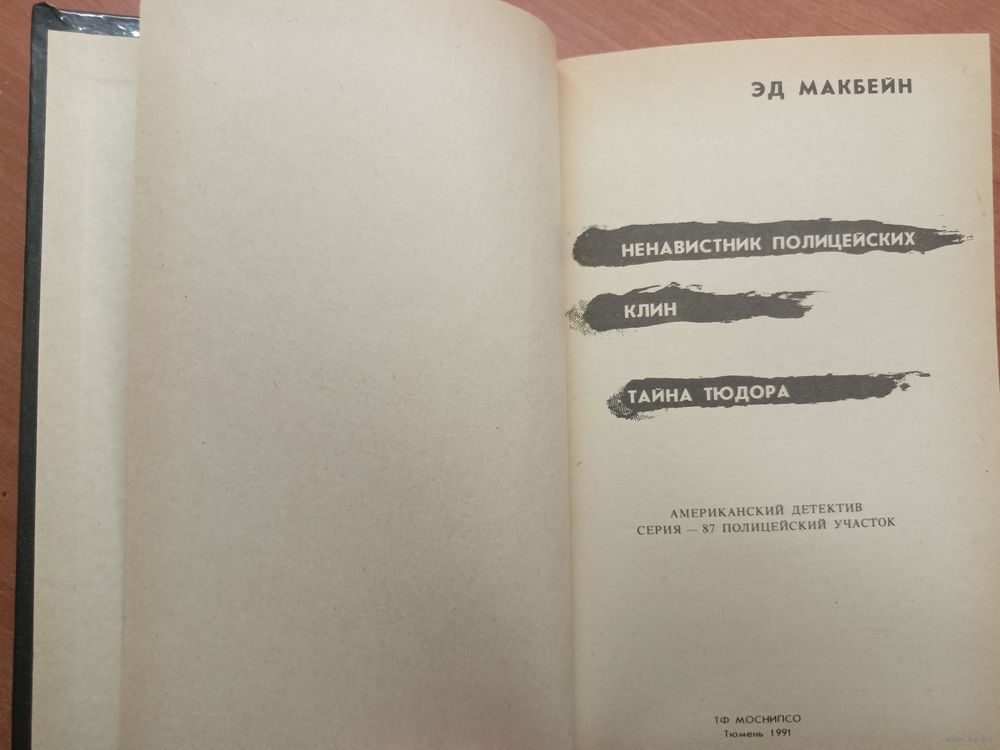 ЭД МАКБЕЙН
НЕНАВИСТНИК ПОЛИЦЕЙСКИХ
КЛИН
ТАЙНА ТЮДОРА
АМЕРИКАНСКИЙ ДЕТЕКТИВ
СЕРИЯ — 87 ПОЛИЦЕЙСКИЙ УЧАСТОК
ТФ МОСНИПСО
Тюмень 1991